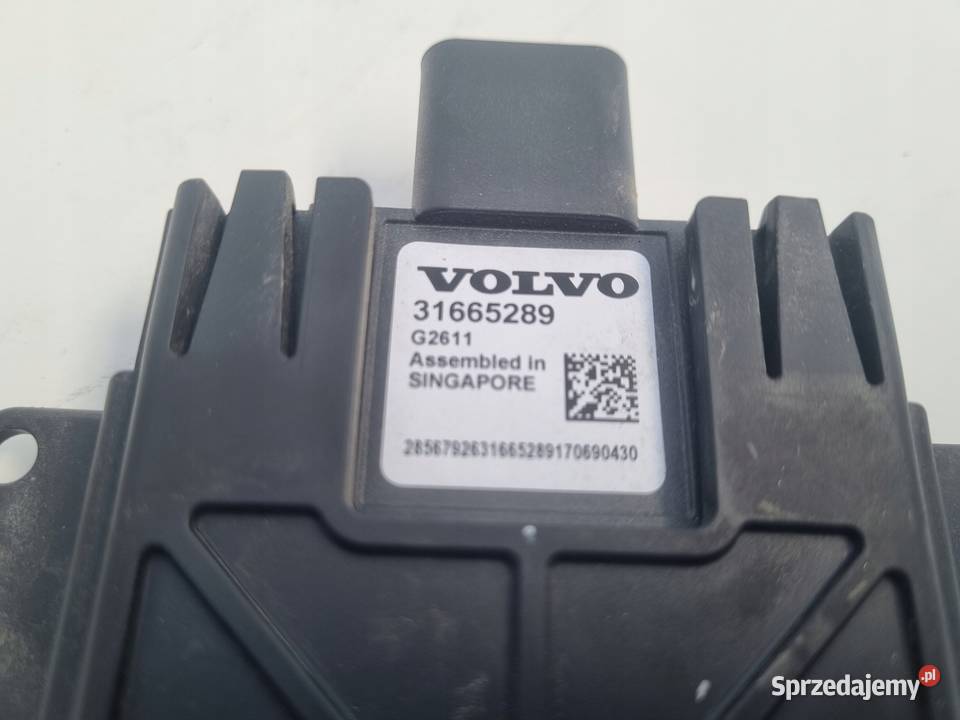 VOLVO
31665289
G2611
Assembled in
SINGAPORE
2856792631665289170690430
Sprzedajemy.pl